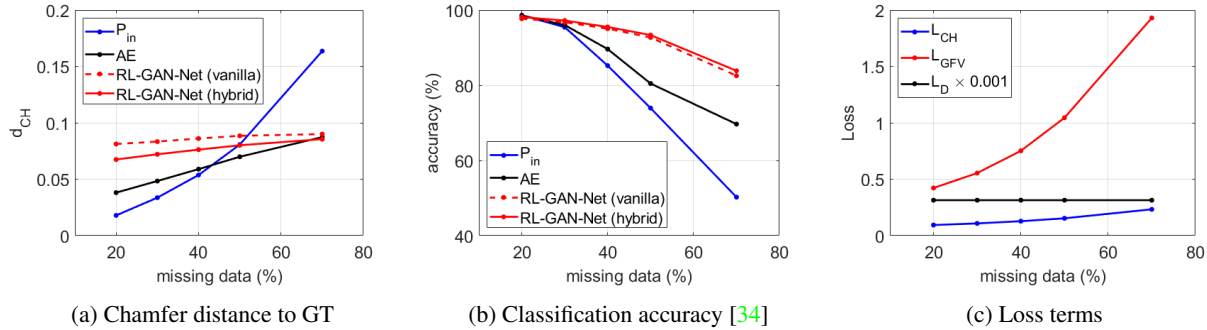 0.2
0.15
0.1
0.05
0
d_CH
P_in
AE
RL-GAN-Net (vanilla)
RL-GAN-Net (hybrid)
20 40 60 80
missing data (%)
(a) Chamfer distance to GT
100
80
60
40
accuracy (%)
P_in
AE
RL-GAN-Net (vanilla)
RL-GAN-Net (hybrid)
20 40 60 80
missing data (%)
(b) Classification accuracy [34]
2
1.5
1
0.5
0
Loss
L_CH
L_GFV
L_D × 0.001
20 40 60 80
missing data (%)
(c) Loss terms